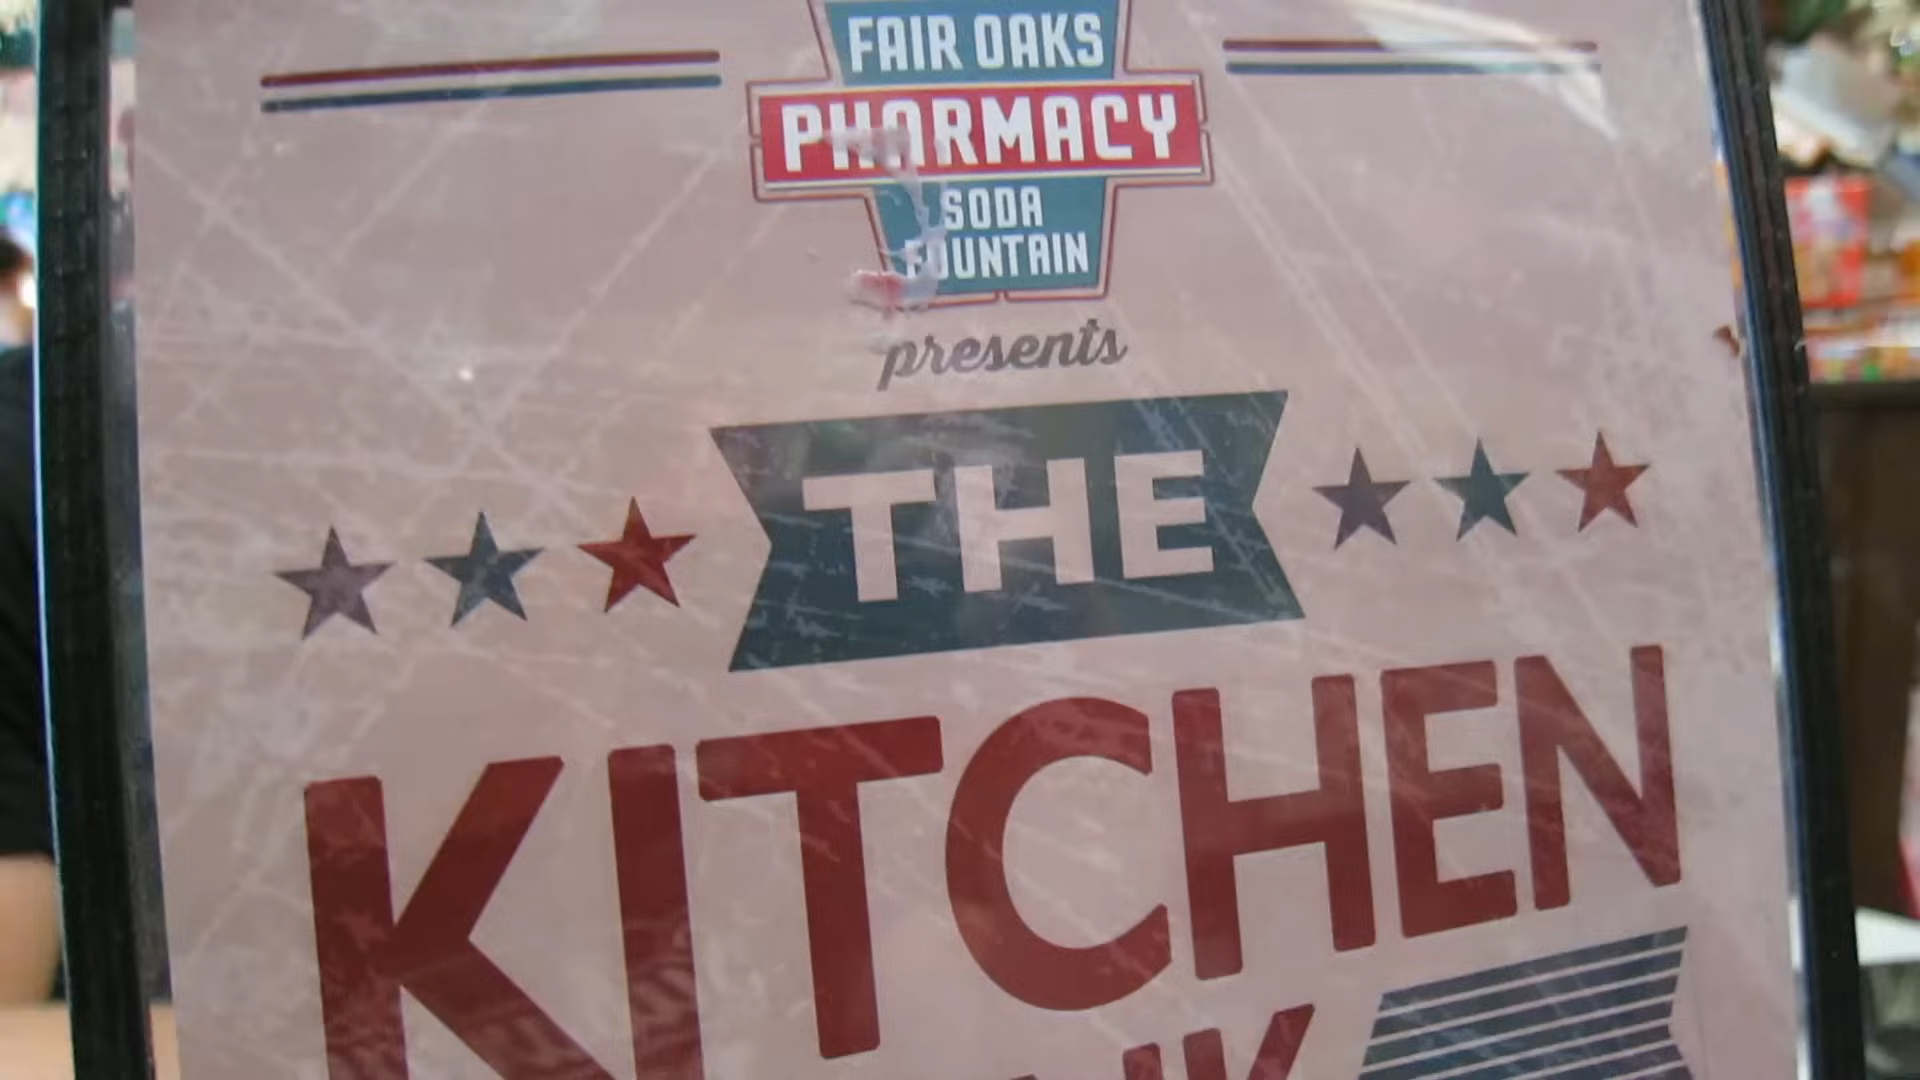 FAIR OAKS
PHARMACY
SODA
FOUNTAIN
presents
THE
KITCHEN